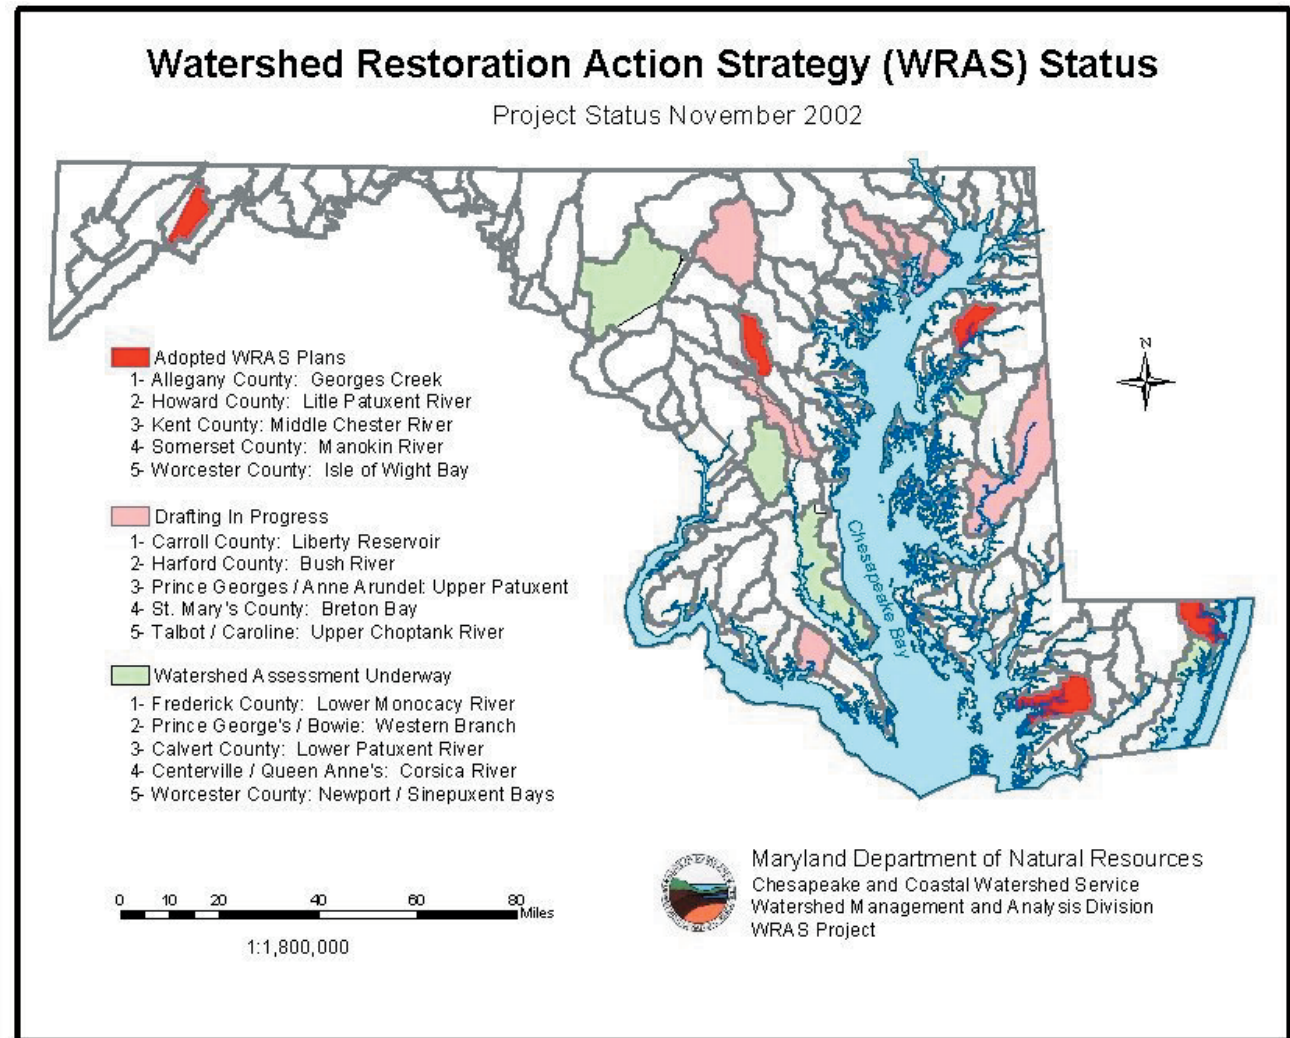 Watershed Restoration Action Strategy (WRAS) Status
Project Status November 2002
Adopted WRAS Plans
1- Allegany County: Georges Creek
2- Howard County: Litle Patuxent River
3- Kent County: Middle Chester River
4- Somerset County: Manokin River
5- Worcester County: Isle of Wight Bay
Drafting In Progress
1- Carroll County: Liberty Reservoir
2- Harford County: Bush River
3- Prince Georges / Anne Arundel: Upper Patuxent
4- St. Mary's County: Breton Bay
5- Talbot / Caroline: Upper Choptank River
Watershed Assessment Underway
1- Frederick County: Lower Monocacy River
2- Prince George's / Bowie: Western Branch
3- Calvert County: Lower Patuxent River
4- Centerville / Queen Anne's: Corsica River
5- Worcester County: Newport / Sinepuxent Bays
Chesapeake Bay
N
0 10 20 40 60 80
Miles
1:1,800,000
Maryland Department of Natural Resources
Chesapeake and Coastal Watershed Service
Watershed Management and Analysis Division
WRAS Project